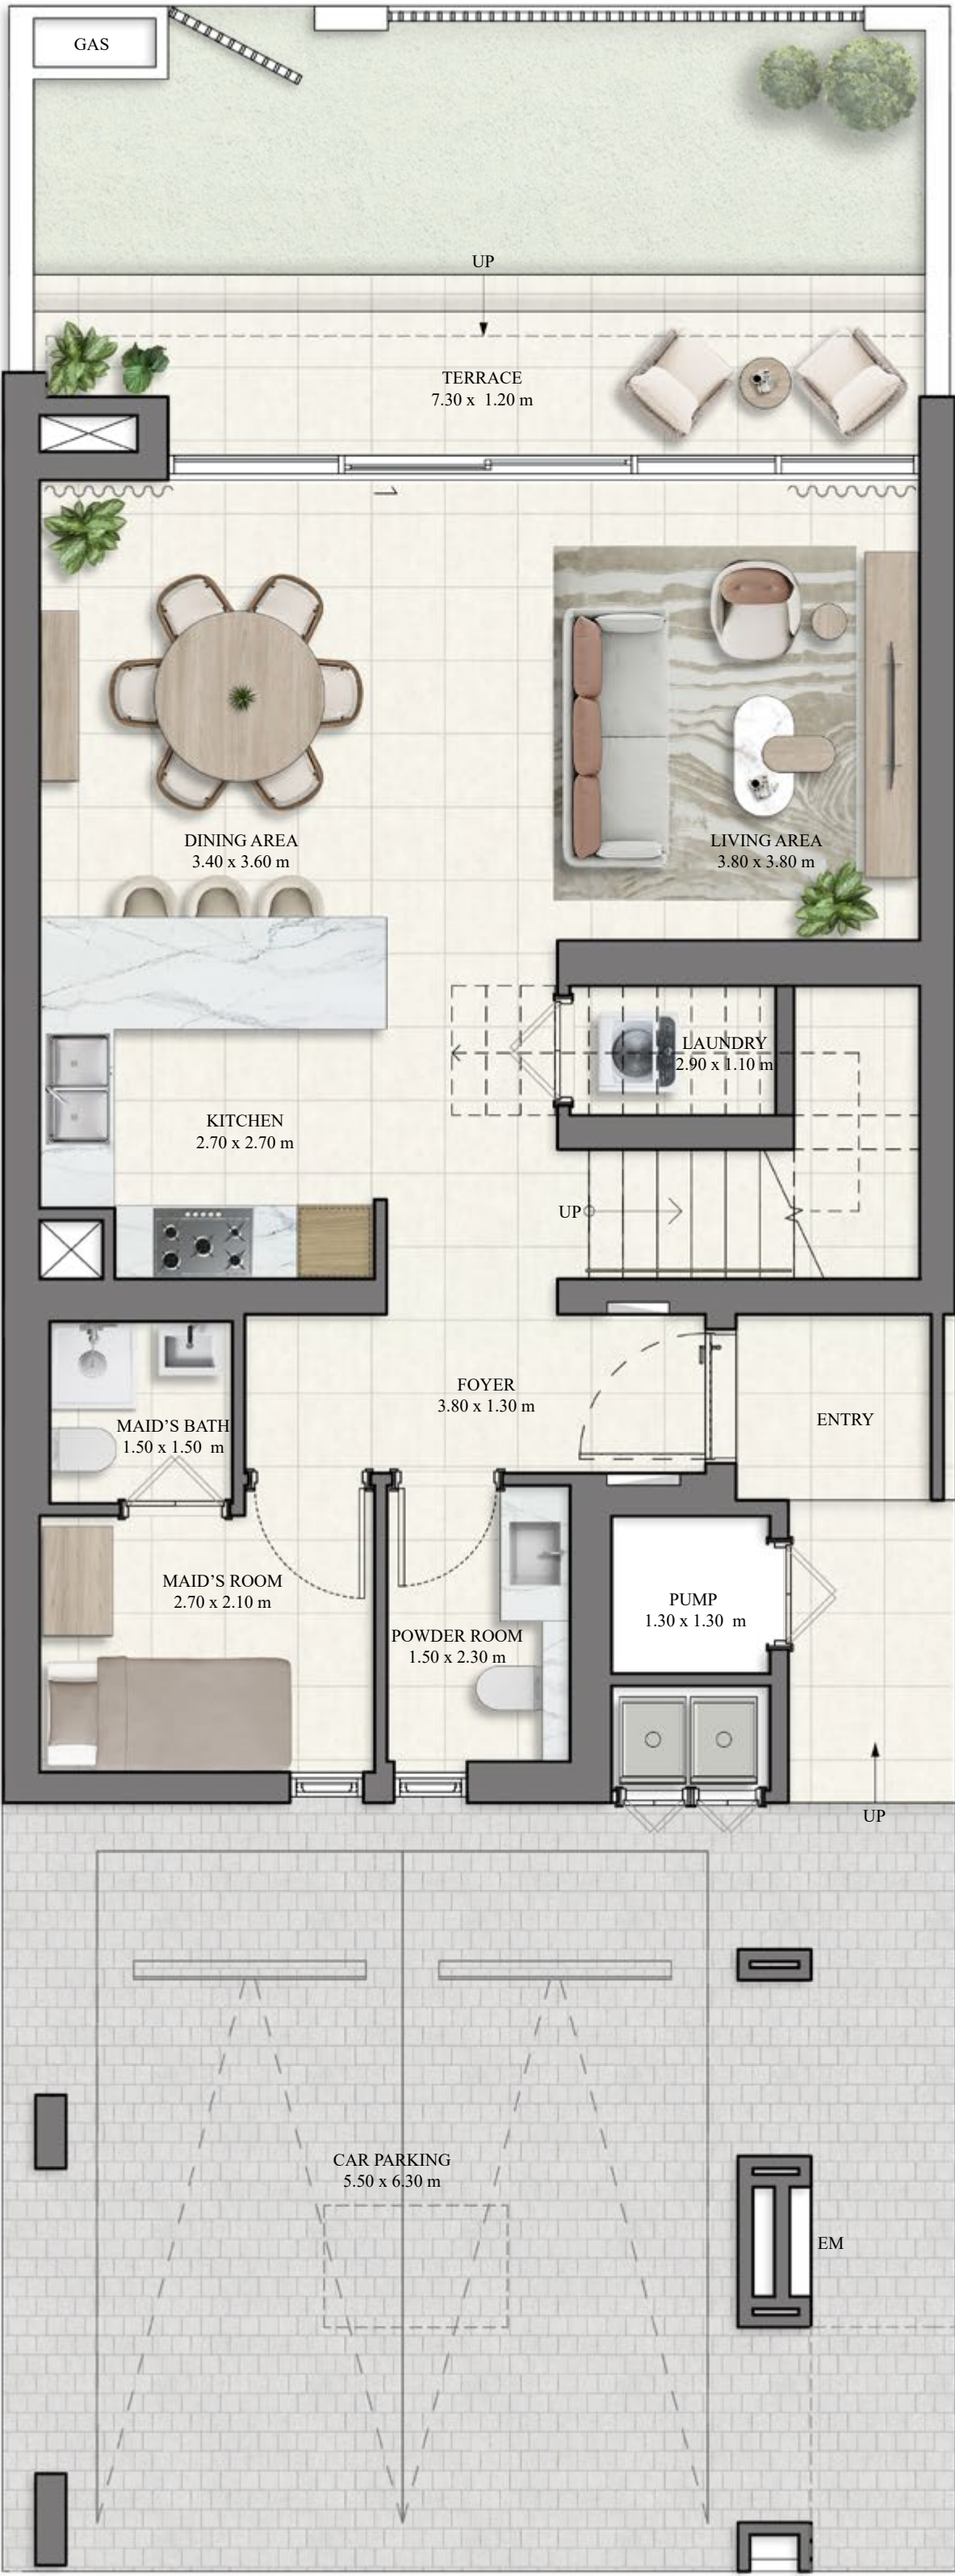 GAS
UP
TERRACE
7.30 x 1.20 m
DINING AREA
3.40 x 3.60 m
LIVING AREA
3.80 x 3.80 m
LAUNDRY
2.90 x 1.10 m
KITCHEN
2.70 x 2.70 m
UP
FOYER
3.80 x 1.30 m
ENTRY
MAID’S BATH
1.50 x 1.50 m
MAID’S ROOM
2.70 x 2.10 m
PUMP
1.30 x 1.30 m
POWDER ROOM
1.50 x 2.30 m
UP
CAR PARKING
5.50 x 6.30 m
EM